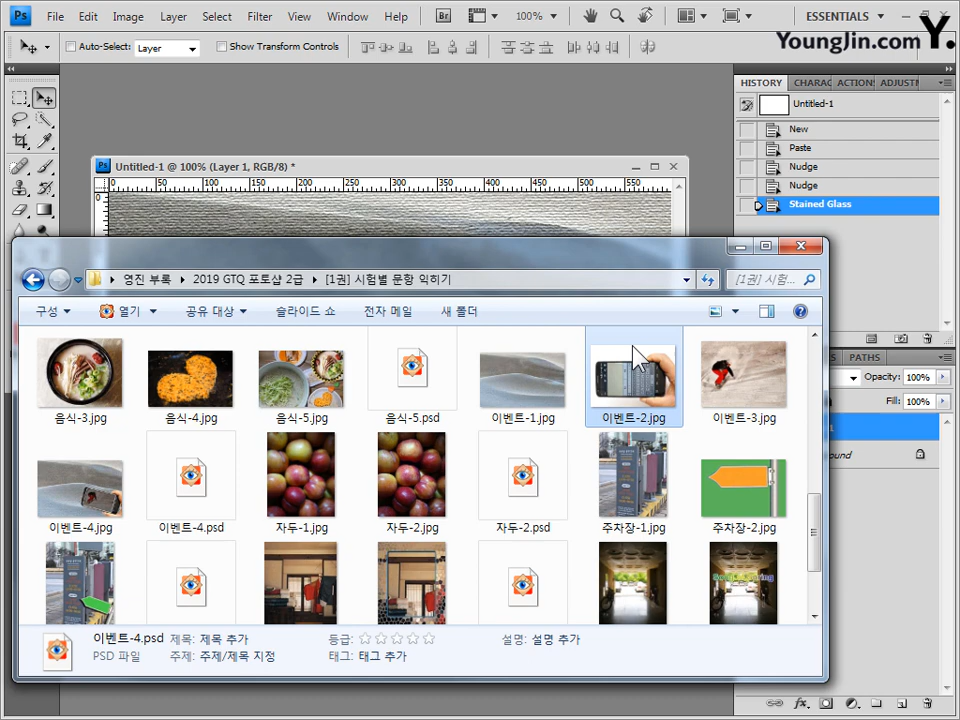 Ps File Edit Image Layer Select Filter View Window Help Br 100% ESSENTIALS
YoungJin.com Y.
Auto-Select: Layer Show Transform Controls
HISTORY CHARAC ACTION ADJUSTM
Untitled-1
New
Paste
Nudge
Nudge
Stained Glass
Ps Untitled-1 @ 100% (Layer 1, RGB/8) *
0 50 100 150 200 250 300 350 400 450 500 550
0
영진 부록 2019 GTQ 포토샵 2급 [1권] 시험별 문항 익히기
[1권] 시험...
구성 열기 공유 대상 슬라이드 쇼 전자 메일 새 폴더
PATHS
Opacity: 100%
Fill: 100%
음식-3.jpg 음식-4.jpg 음식-5.jpg 음식-5.psd 이벤트-1.jpg 이벤트-2.jpg 이벤트-3.jpg
이벤트-4.jpg 이벤트-4.psd 자두-1.jpg 자두-2.jpg 자두-2.psd 주차장-1.jpg 주차장-2.jpg
이벤트-4.psd 제목: 제목 추가 등급: 설명: 설명 추가
PSD 파일 주제: 주제/제목 지정 태그: 태그 추가